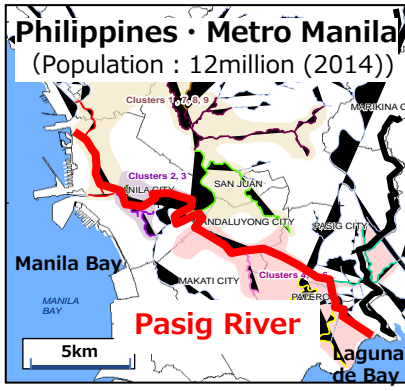 Philippines・Metro Manila
(Population : 12million (2014))
Clusters 1, 7, 8, 9
MARIKINA C
Clusters 2, 3
NILA CITY
SAN JUAN
ANDALUYONG CITY
PASIG CITY
Manila Bay
MAKATI CITY
Clusters 4,
PATERO
MANILA
BAY
Pasig River
5km
Laguna
de Bay